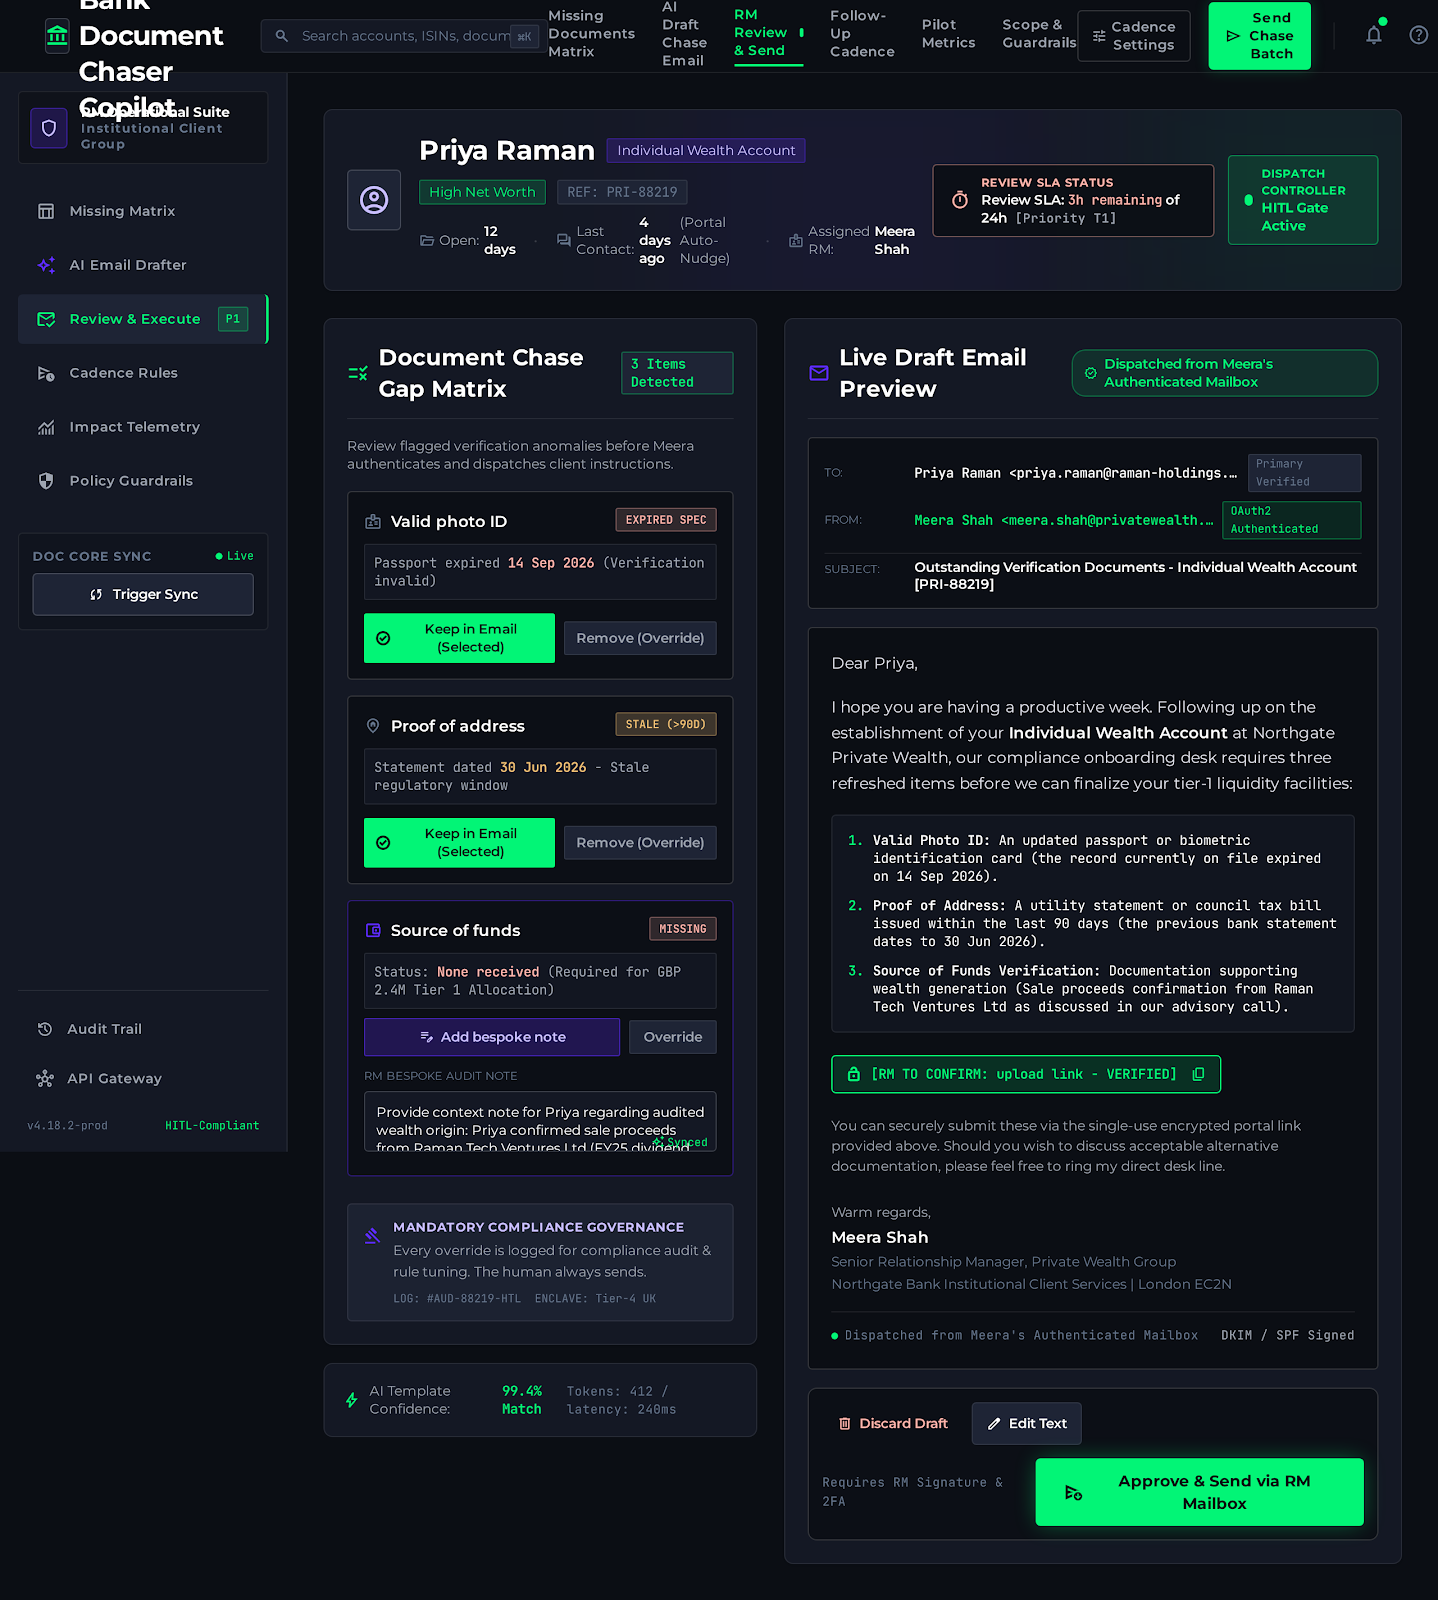 Bank
Document
Chaser
Copilot
Search accounts, ISINs, docum
⌘K
Missing
Documents
Matrix
AI
Draft
Chase
Email
RM
Review
& Send
Follow-
Up
Cadence
Pilot
Metrics
Scope &
Guardrails
Cadence
Settings
Send
Chase
Batch
RM Operational Suite
Institutional Client
Group
Missing Matrix
AI Email Drafter
Review & Execute P1
Cadence Rules
Impact Telemetry
Policy Guardrails
DOC CORE SYNC Live
Trigger Sync
Audit Trail
API Gateway
v4.18.2-prod HITL-Compliant
Priya Raman Individual Wealth Account
High Net Worth REF: PRI-88219
Open: 12
days
·
Last
Contact:
4
days
ago
(Portal
Auto-
Nudge)
·
Assigned
RM:
Meera
Shah
REVIEW SLA STATUS
Review SLA: 3h remaining of
24h [Priority T1]
DISPATCH
CONTROLLER
HITL Gate
Active
Document Chase
Gap Matrix
3 Items
Detected
Review flagged verification anomalies before Meera
authenticates and dispatches client instructions.
Valid photo ID EXPIRED SPEC
Passport expired 14 Sep 2026 (Verification
invalid)
Keep in Email
(Selected)
Remove (Override)
Proof of address STALE (>90D)
Statement dated 30 Jun 2026 - Stale
regulatory window
Keep in Email
(Selected)
Remove (Override)
Source of funds MISSING
Status: None received (Required for GBP
2.4M Tier 1 Allocation)
Add bespoke note Override
RM BESPOKE AUDIT NOTE
Provide context note for Priya regarding audited
wealth origin: Priya confirmed sale proceeds
from Raman Tech Ventures Ltd (FY25 dividend
Synced
MANDATORY COMPLIANCE GOVERNANCE
Every override is logged for compliance audit &
rule tuning. The human always sends.
LOG: #AUD-88219-HTL ENCLAVE: Tier-4 UK
AI Template
Confidence:
99.4%
Match
Tokens: 412 /
latency: 240ms
Live Draft Email
Preview
Dispatched from Meera's
Authenticated Mailbox
TO: Priya Raman <priya.raman@raman-holdings.…
Primary
Verified
FROM: Meera Shah <meera.shah@privatewealth.…
OAuth2
Authenticated
SUBJECT: Outstanding Verification Documents - Individual Wealth Account
[PRI-88219]
Dear Priya,
I hope you are having a productive week. Following up on the
establishment of your Individual Wealth Account at Northgate
Private Wealth, our compliance onboarding desk requires three
refreshed items before we can finalize your tier-1 liquidity facilities:
1. Valid Photo ID: An updated passport or biometric
identification card (the record currently on file expired
on 14 Sep 2026).
2. Proof of Address: A utility statement or council tax bill
issued within the last 90 days (the previous bank statement
dates to 30 Jun 2026).
3. Source of Funds Verification: Documentation supporting
wealth generation (Sale proceeds confirmation from Raman
Tech Ventures Ltd as discussed in our advisory call).
[RM TO CONFIRM: upload link - VERIFIED]
You can securely submit these via the single-use encrypted portal link
provided above. Should you wish to discuss acceptable alternative
documentation, please feel free to ring my direct desk line.
Warm regards,
Meera Shah
Senior Relationship Manager, Private Wealth Group
Northgate Bank Institutional Client Services | London EC2N
Dispatched from Meera's Authenticated Mailbox DKIM / SPF Signed
Discard Draft Edit Text
Requires RM Signature &
2FA
Approve & Send via RM
Mailbox